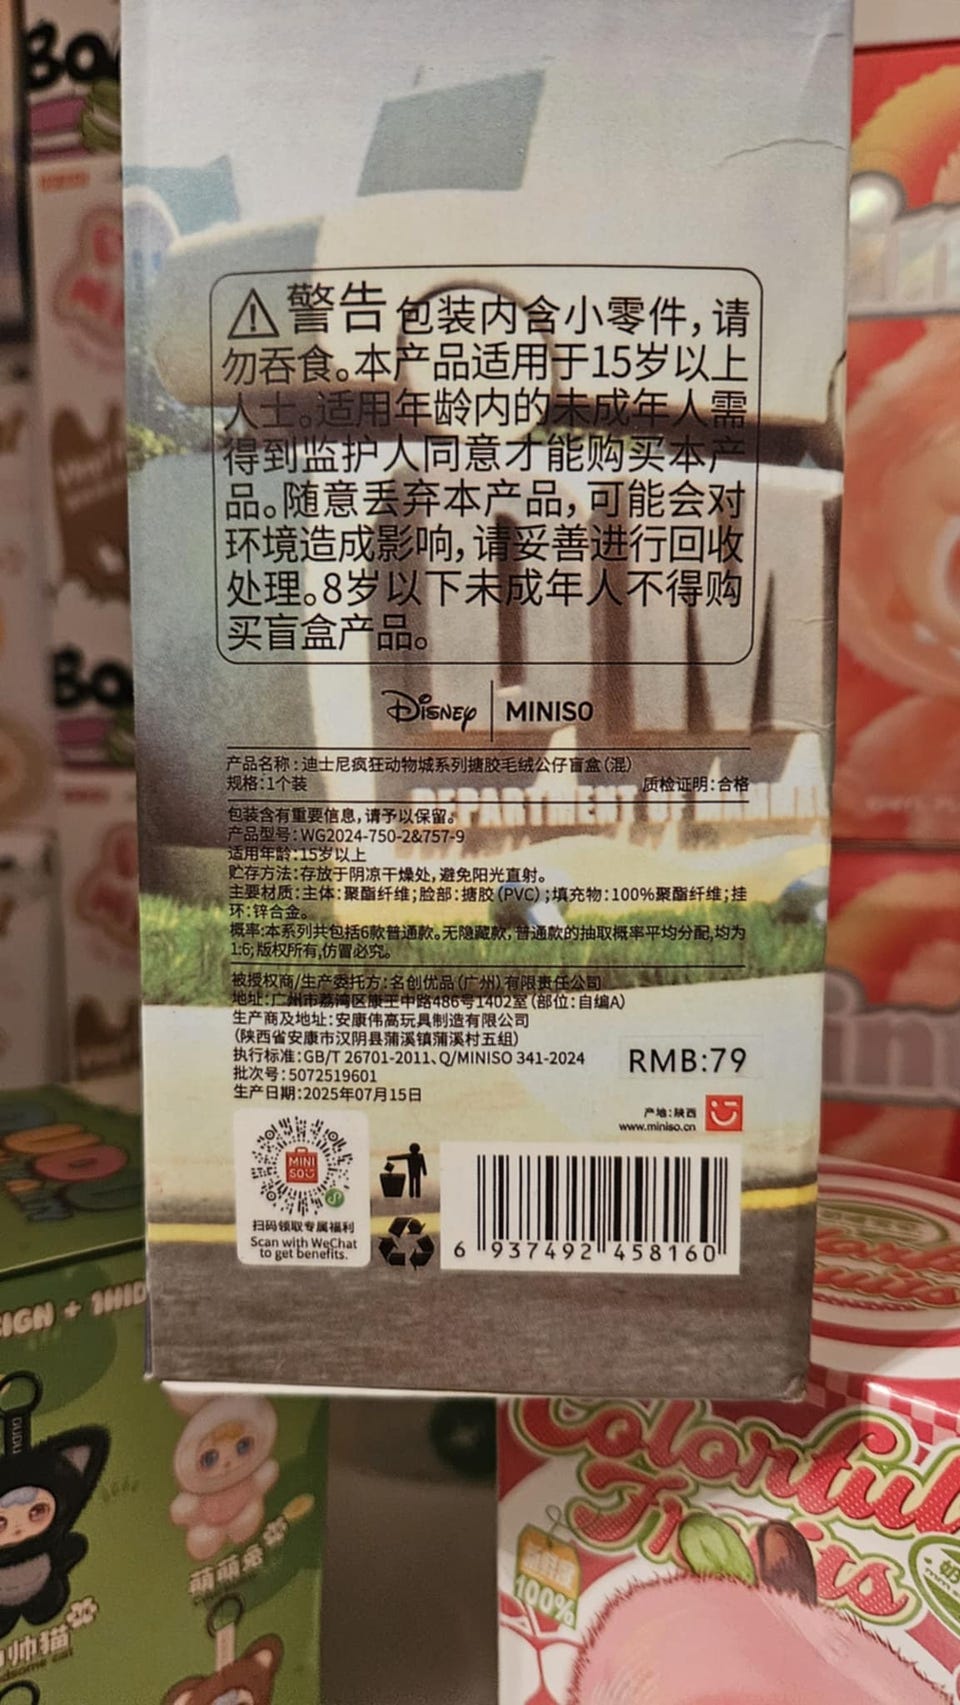 警告 包装内含小零件，请
勿吞食。本产品适用于15岁以上
人士。适用年龄内的未成年人需
得到监护人同意才能购买本产
品。随意丢弃本产品，可能会对
环境造成影响，请妥善进行回收
处理。8岁以下未成年人不得购
买盲盒产品。
Disney | MINISO
产品名称：迪士尼疯狂动物城系列搪胶毛绒公仔盲盒（混）
规格：1个装 质检证明：合格
DEPARTMENT OF
包装含有重要信息，请予以保留。
产品型号：WG2024-750-2&757-9
适用年龄：15岁以上
贮存方法：存放于阴凉干燥处，避免阳光直射。
主要材质：主体：聚酯纤维；脸部：搪胶（PVC）；填充物：100%聚酯纤维；挂
环：锌合金。
概率：本系列共包括6款普通款。无隐藏款，普通款的抽取概率平均分配，均为
1:6；版权所有，仿冒必究。
被授权商/生产委托方：名创优品（广州）有限责任公司
地址：广州市荔湾区康王中路486号1402室（部位：自编A）
生产商及地址：安康伟高玩具制造有限公司
（陕西省安康市汉阴县蒲溪镇蒲溪村五组）
执行标准：GB/T 26701-2011、Q/MINISO 341-2024
批次号：5072519601
生产日期：2025年07月15日
RMB:79
产地：陕西
www.miniso.cn
MINI
SO
扫码领取专属福利
Scan with WeChat
to get benefits.
6 937492 458160
SIGN + 1HID
nana
萌萌兔
帅猫
Colorful
Fruits
100%